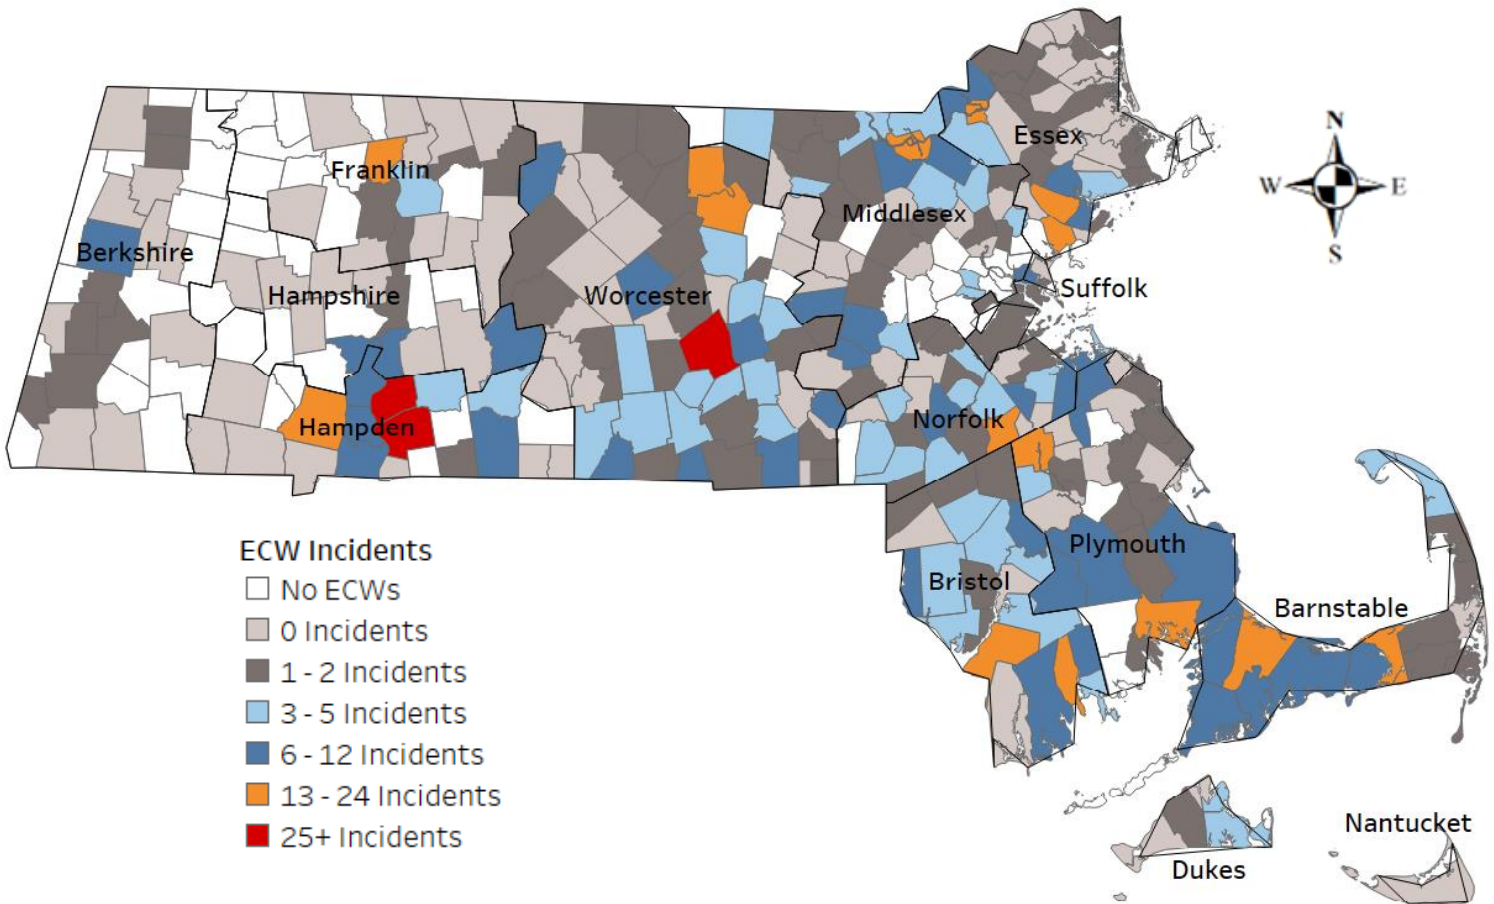 N
Essex
Franklin
W
E
Middlesex
Berkshire
S
Hampshire
Worcester
Suffolk
Hampden
Norfolk
ECW Incidents
No ECWs
0 Incidents
1 - 2 Incidents
3 - 5 Incidents
6 - 12 Incidents
13 - 24 Incidents
25+ Incidents
Plymouth
Bristol
Barnstable
Nantucket
Dukes